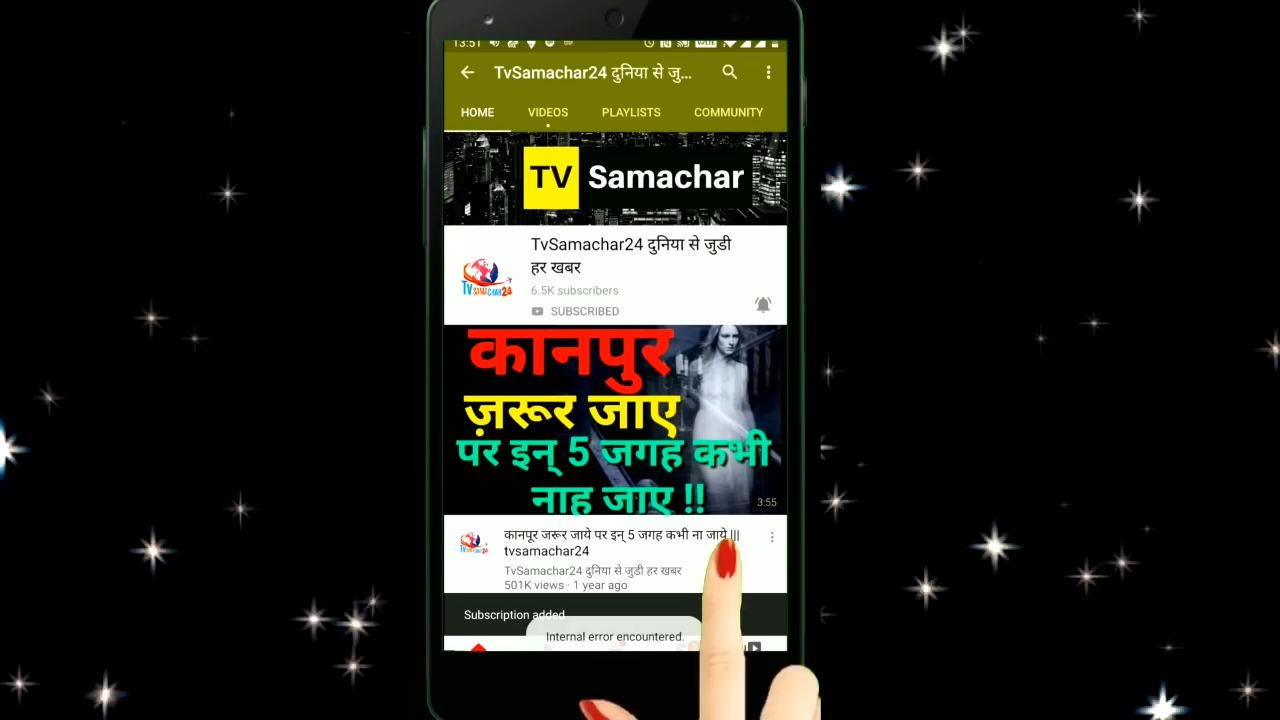 13:51
TvSamachar24 दुनिया से जु...
HOME VIDEOS PLAYLISTS COMMUNITY
TV Samachar
TvSamachar24 दुनिया से जुडी
हर खबर
6.5K subscribers
SUBSCRIBED
TV SAMACHAR24
कानपुर
ज़रूर जाए
पर इन् 5 जगह कभी
नाह जाए !!
3:55
कानपूर जरूर जाये पर इन् 5 जगह कभी ना जाये |||
tvsamachar24
TvSamachar24 दुनिया से जुडी हर खबर
501K views · 1 year ago
Subscription added
Internal error encountered.